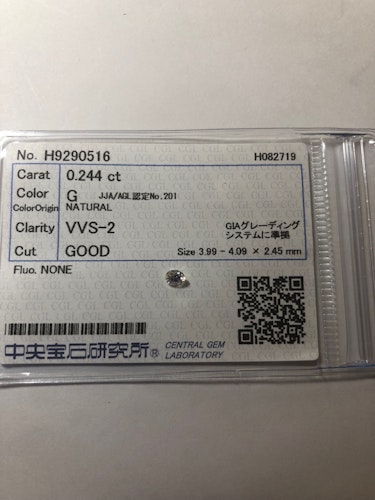 No. H9290516 H082719
Carat 0.244 ct
Color G JJA/AGL認定No.201
ColorOrigin NATURAL
Clarity VVS-2 GIAグレーディング
システムに準拠
Cut GOOD Size 3.99 - 4.09 × 2.45 mm
Fluo. NONE
中央宝石研究所® CENTRAL GEM
LABORATORY